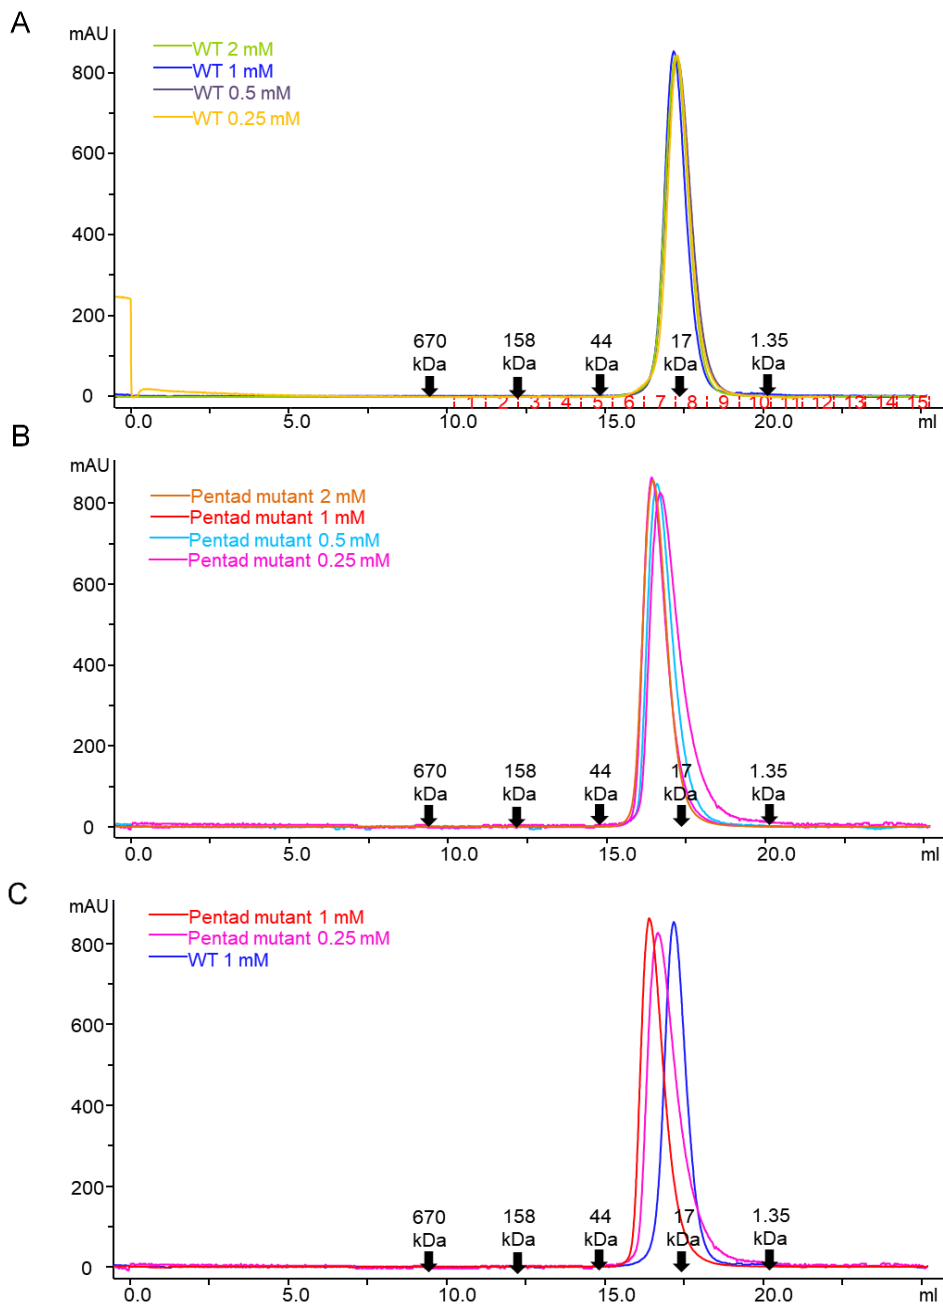 A
mAU
WT 2 mM
WT 1 mM
WT 0.5 mM
WT 0.25 mM
800
600
400
200
0
670 158 44 17 1.35
kDa kDa kDa kDa kDa
1 2 3 4 5 6 7 8 9 10 12 13 14 15
0.0 5.0 10.0 15.0 20.0 ml
B
mAU
Pentad mutant 2 mM
Pentad mutant 1 mM
Pentad mutant 0.5 mM
Pentad mutant 0.25 mM
800
600
400
200
0
670 158 44 17 1.35
kDa kDa kDa kDa kDa
0.0 5.0 10.0 15.0 20.0 ml
C
mAU
Pentad mutant 1 mM
Pentad mutant 0.25 mM
WT 1 mM
800
600
400
200
0
670 158 44 17 1.35
kDa kDa kDa kDa kDa
0.0 5.0 10.0 15.0 20.0 ml